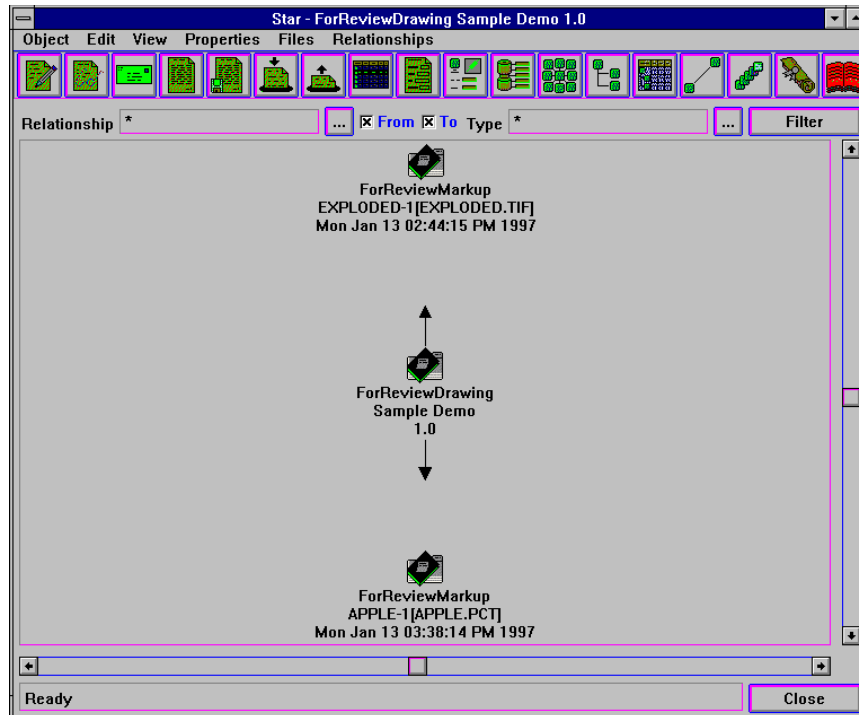 Star - ForReviewDrawing Sample Demo 1.0
Object Edit View Properties Files Relationships
Relationship * ... From To Type * ... Filter
ForReviewMarkup
EXPLODED-1[EXPLODED.TIF]
Mon Jan 13 02:44:15 PM 1997
ForReviewDrawing
Sample Demo
1.0
ForReviewMarkup
APPLE-1[APPLE.PCT]
Mon Jan 13 03:38:14 PM 1997
Ready Close